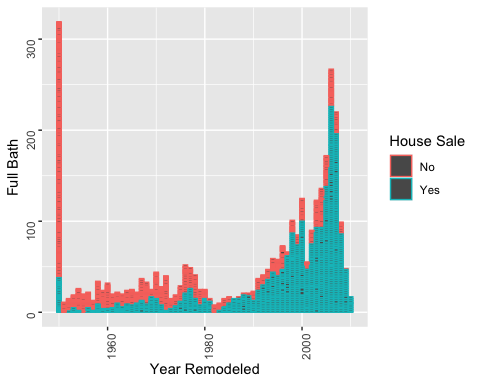 300
200
100
0
Full Bath
1960
1980
2000
Year Remodeled
House Sale
No
Yes